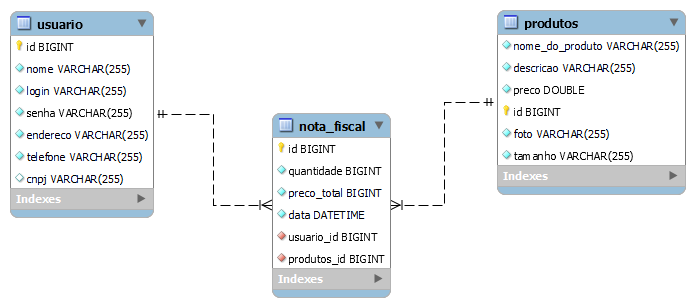 usuario
id BIGINT
nome VARCHAR(255)
login VARCHAR(255)
senha VARCHAR(255)
endereco VARCHAR(255)
telefone VARCHAR(255)
cnpj VARCHAR(255)
Indexes
nota_fiscal
id BIGINT
quantidade BIGINT
preco_total BIGINT
data DATETIME
usuario_id BIGINT
produtos_id BIGINT
Indexes
produtos
nome_do_produto VARCHAR(255)
descricao VARCHAR(255)
preco DOUBLE
id BIGINT
foto VARCHAR(255)
tamanho VARCHAR(255)
Indexes